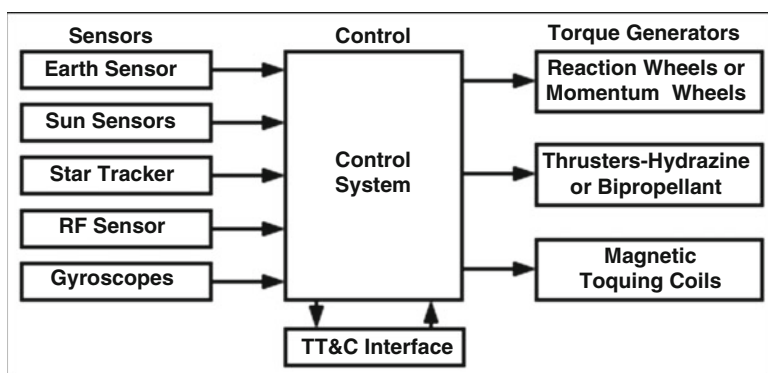 Sensors
Control
Torque Generators
Earth Sensor
Sun Sensors
Star Tracker
RF Sensor
Gyroscopes
Control
System
TT&C Interface
Reaction Wheels or
Momentum Wheels
Thrusters-Hydrazine
or Bipropellant
Magnetic
Toquing Coils